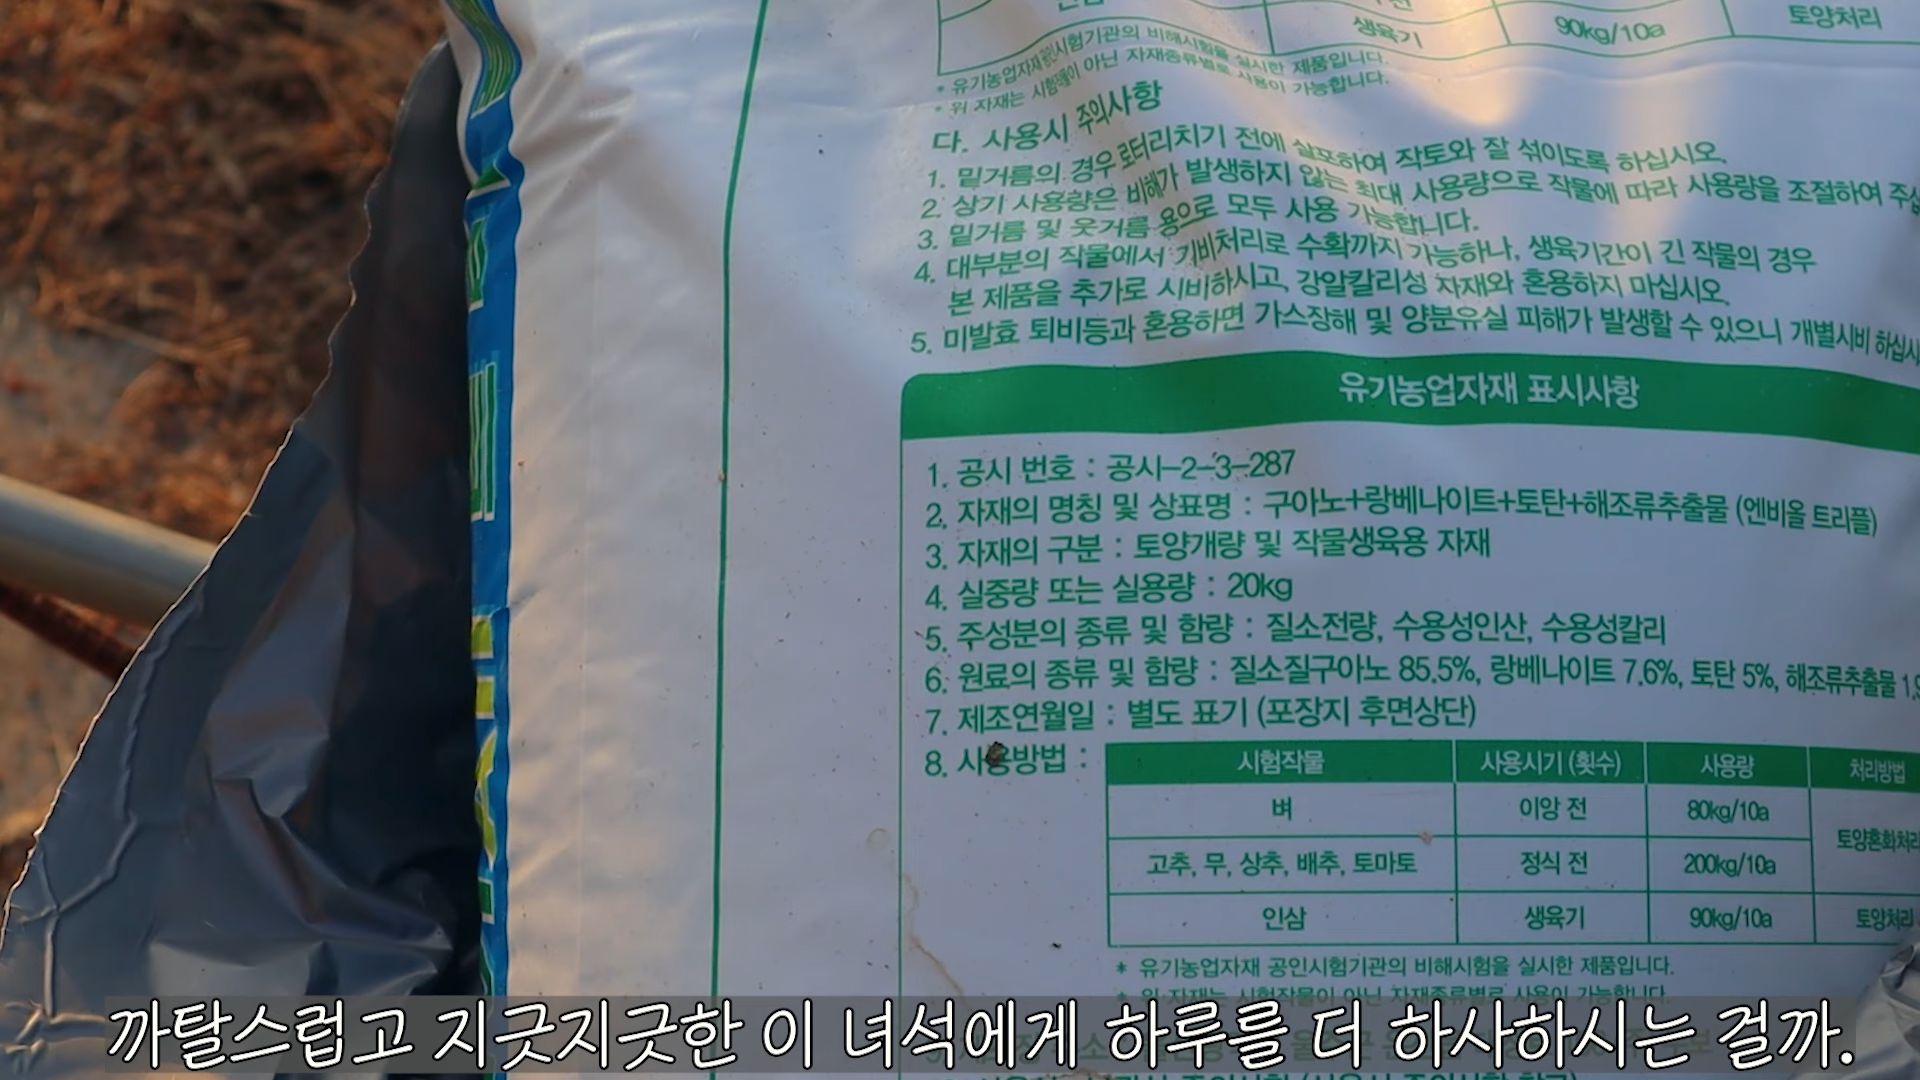 생육기 90kg/10a 토양처리
* 유기농업자재 공인시험기관의 비해시험을 실시한 제품입니다.
* 위 자재는 시험작물이 아닌 자재종류별로 사용이 가능합니다.
다. 사용시 주의사항
1. 밑거름의 경우 로터리치기 전에 살포하여 작토와 잘 섞이도록 하십시오.
2. 상기 사용량은 비해가 발생하지 않는 최대 사용량으로 작물에 따라 사용량을 조절하여
3. 밑거름 및 웃거름 용으로 모두 사용 가능합니다.
4. 대부분의 작물에서 기비처리로 수확까지 가능하나, 생육기간이 긴 작물의 경우
본 제품을 추가로 시비하시고, 강알칼리성 자재와 혼용하지 마십시오.
5. 미발효 퇴비등과 혼용하면 가스장해 및 양분유실 피해가 발생할 수 있으니 개별시비 하십시
유기농업자재 표시사항
1. 공시 번호 : 공시-2-3-287
2. 자재의 명칭 및 상표명 : 구아노+랑베나이트+토탄+해조류추출물 (엔비올 트리플)
3. 자재의 구분 : 토양개량 및 작물생육용 자재
4. 실중량 또는 실용량 : 20kg
5. 주성분의 종류 및 함량 : 질소전량, 수용성인산, 수용성칼리
6. 원료의 종류 및 함량 : 질소질구아노 85.5%, 랑베나이트 7.6%, 토탄 5%, 해조류추출물
7. 제조연월일 : 별도 표기 (포장지 후면상단)
8. 사용방법 :
시험작물 사용시기 (횟수) 사용량 처리방법
벼 이앙 전 80kg/10a
토양혼화처리
고추, 무, 상추, 배추, 토마토 정식 전 200kg/10a
인삼 생육기 90kg/10a 토양처리
* 유기농업자재 공인시험기관의 비해시험을 실시한 제품입니다.
* 위 자재는 시험작물이 아닌 자재종류별로 사용이 가능합니다.
까탈스럽고 지긋지긋한 이 녀석에게 하루를 더 하사하시는 걸까.